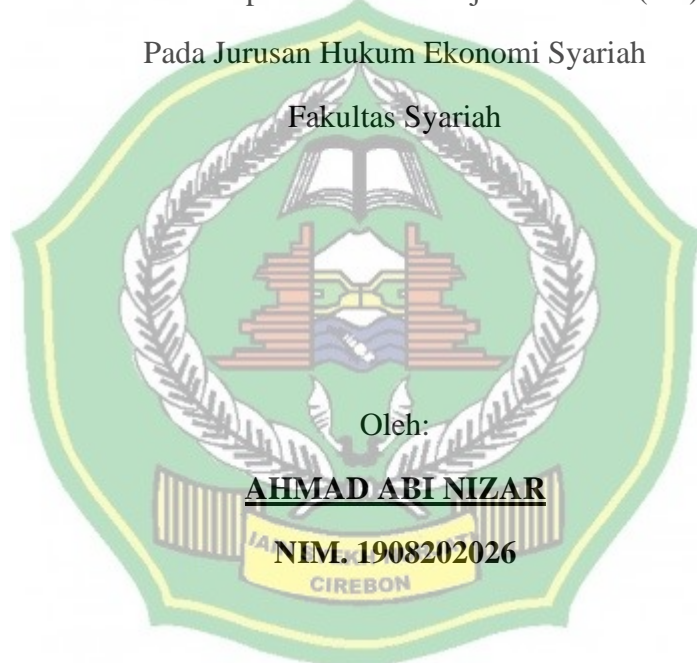 Pada Jurusan Hukum Ekonomi Syariah
Fakultas Syariah
Oleh:
AHMAD ABI NIZAR
NIM. 1908202026
CIREBON